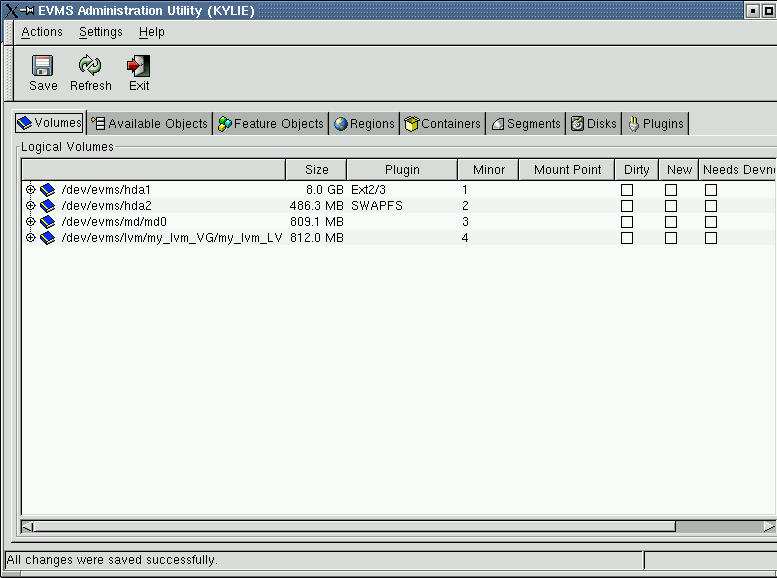 EVMS Administration Utility (KYLIE)
Actions Settings Help
Save Refresh Exit
Volumes Available Objects Feature Objects Regions Containers Segments Disks Plugins
Logical Volumes
Size Plugin Minor Mount Point Dirty New Needs Devn
/dev/evms/hda1 8.0 GB Ext2/3 1
/dev/evms/hda2 486.3 MB SWAPFS 2
/dev/evms/md/md0 809.1 MB 3
/dev/evms/lvm/my_lvm_VG/my_lvm_LV 812.0 MB 4
All changes were saved successfully.